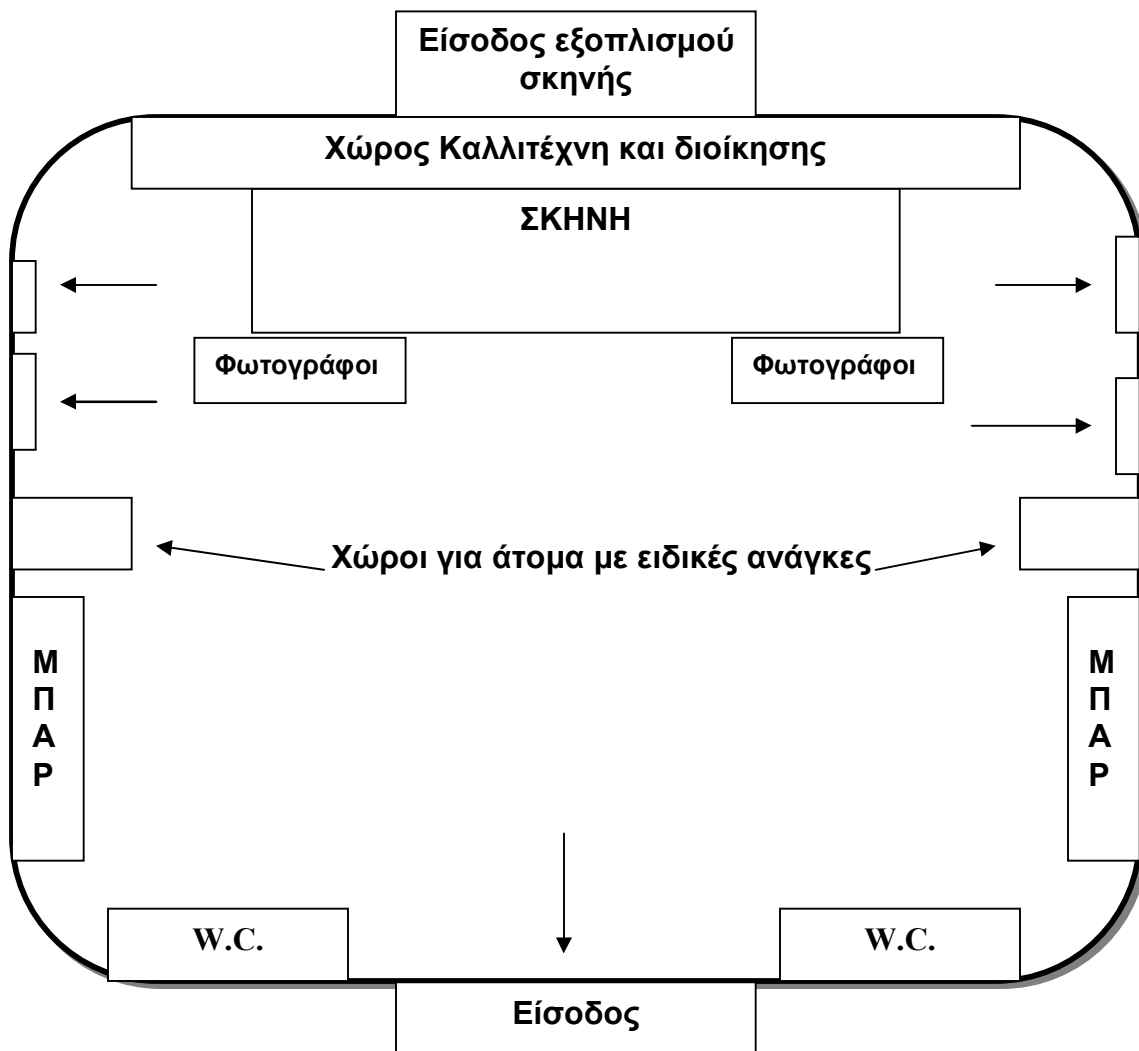 Είσοδος εξοπλισμού
σκηνής
Χώρος Καλλιτέχνη και διοίκησης
ΣΚΗΝΗ
Φωτογράφοι
Φωτογράφοι
Χώροι για άτομα με ειδικές ανάγκες
Μ
Π
Α
Ρ
Μ
Π
Α
Ρ
W.C.
W.C.
Είσοδος